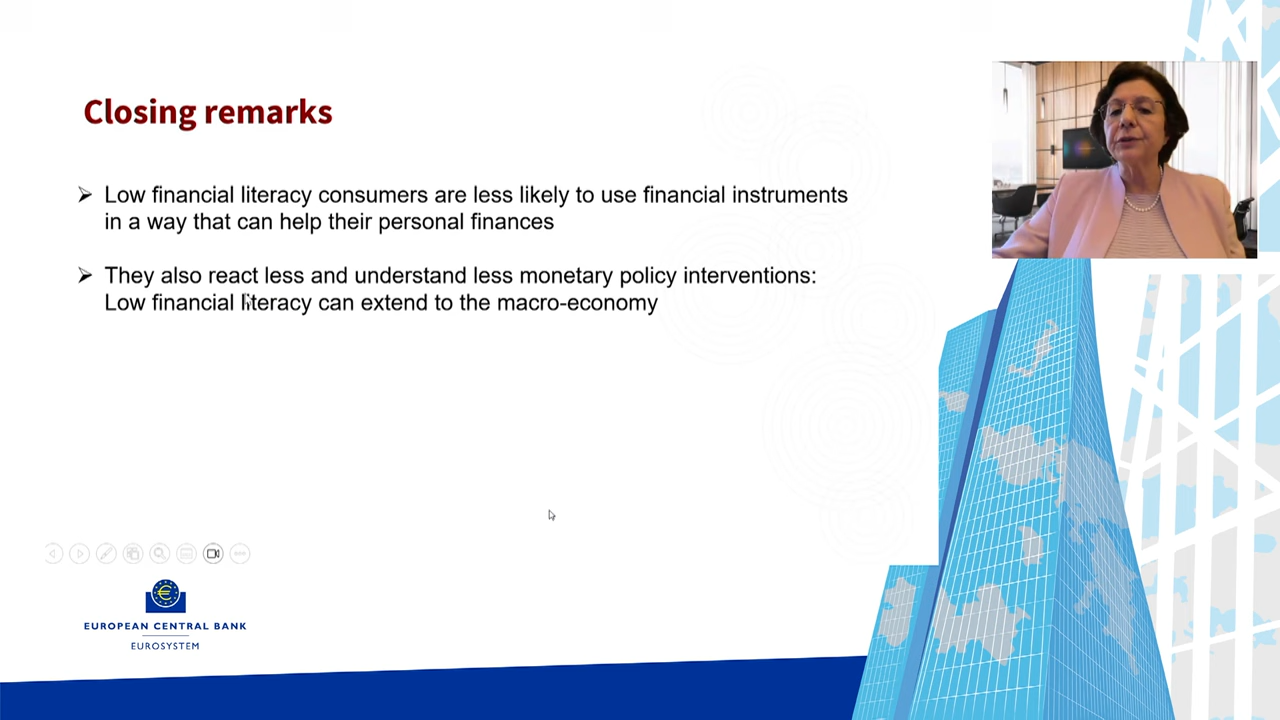 Closing remarks
Low financial literacy consumers are less likely to use financial instruments
in a way that can help their personal finances
They also react less and understand less monetary policy interventions:
Low financial literacy can extend to the macro-economy
EUROPEAN CENTRAL BANK
EUROSYSTEM